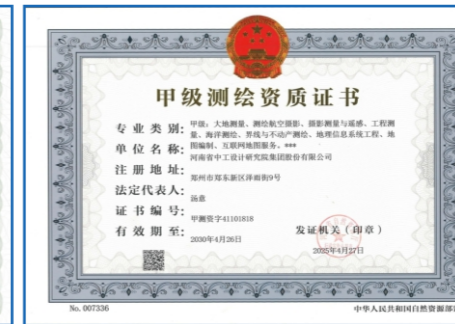 甲级测绘资质证书
专业类别:甲级:大地测量、测绘航空摄影、摄影测量与遥感、工程测
量、海洋测绘、界线与不动产测绘、地理信息系统工程、地
图编制、互联网地图服务。***
单位名称:河南省中工设计研究院集团股份有限公司
注册地址:郑州市郑东新区泽雨街9号
法定代表人:汤意
证书编号:甲测资字41101818
有效期至:2030年4月26日
发证机关(印章)
2025年4月27日
No. 007336
中华人民共和国自然资源部